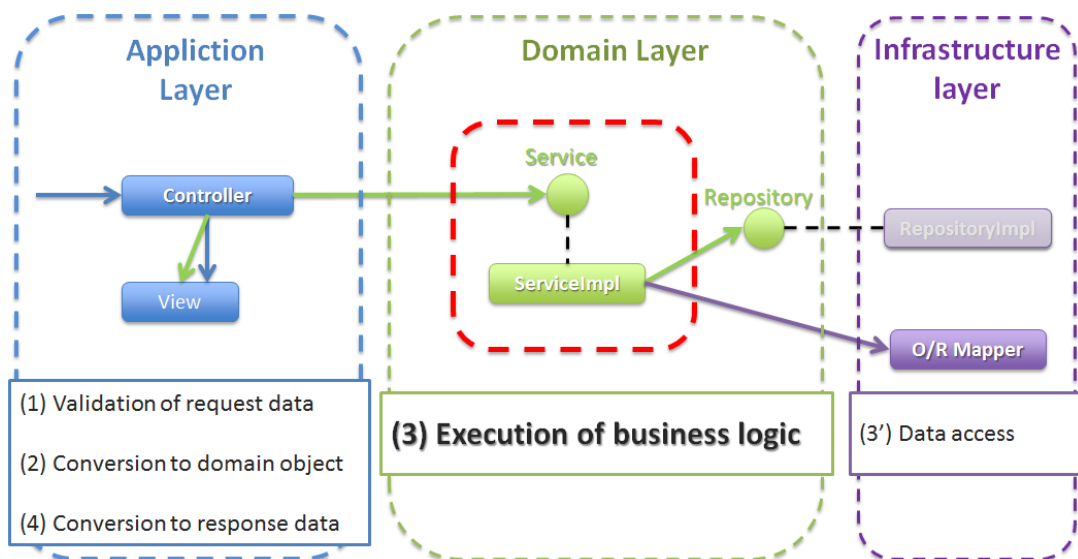 Appliction
Layer
Domain Layer
Infrastructure
layer
Service
Controller
Repository
RepositoryImpl
ServiceImpl
View
O/R Mapper
(1) Validation of request data
(2) Conversion to domain object
(4) Conversion to response data
(3) Execution of business logic
(3’) Data access